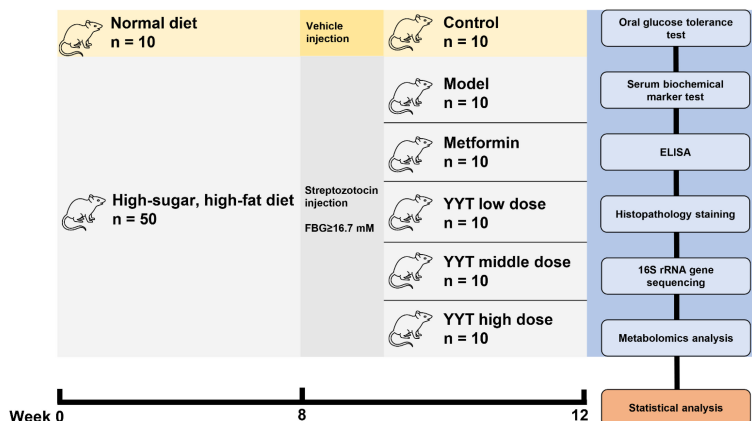 Normal diet
n = 10
Vehicle
injection
Control
n = 10
Model
n = 10
Metformin
n = 10
High-sugar, high-fat diet
n = 50
Streptozotocin
injection
FBG≥16.7 mM
YYT low dose
n = 10
YYT middle dose
n = 10
YYT high dose
n = 10
Oral glucose tolerance
test
Serum biochemical
marker test
ELISA
Histopathology staining
16S rRNA gene
sequencing
Metabolomics analysis
Statistical analysis
Week 0
8
12